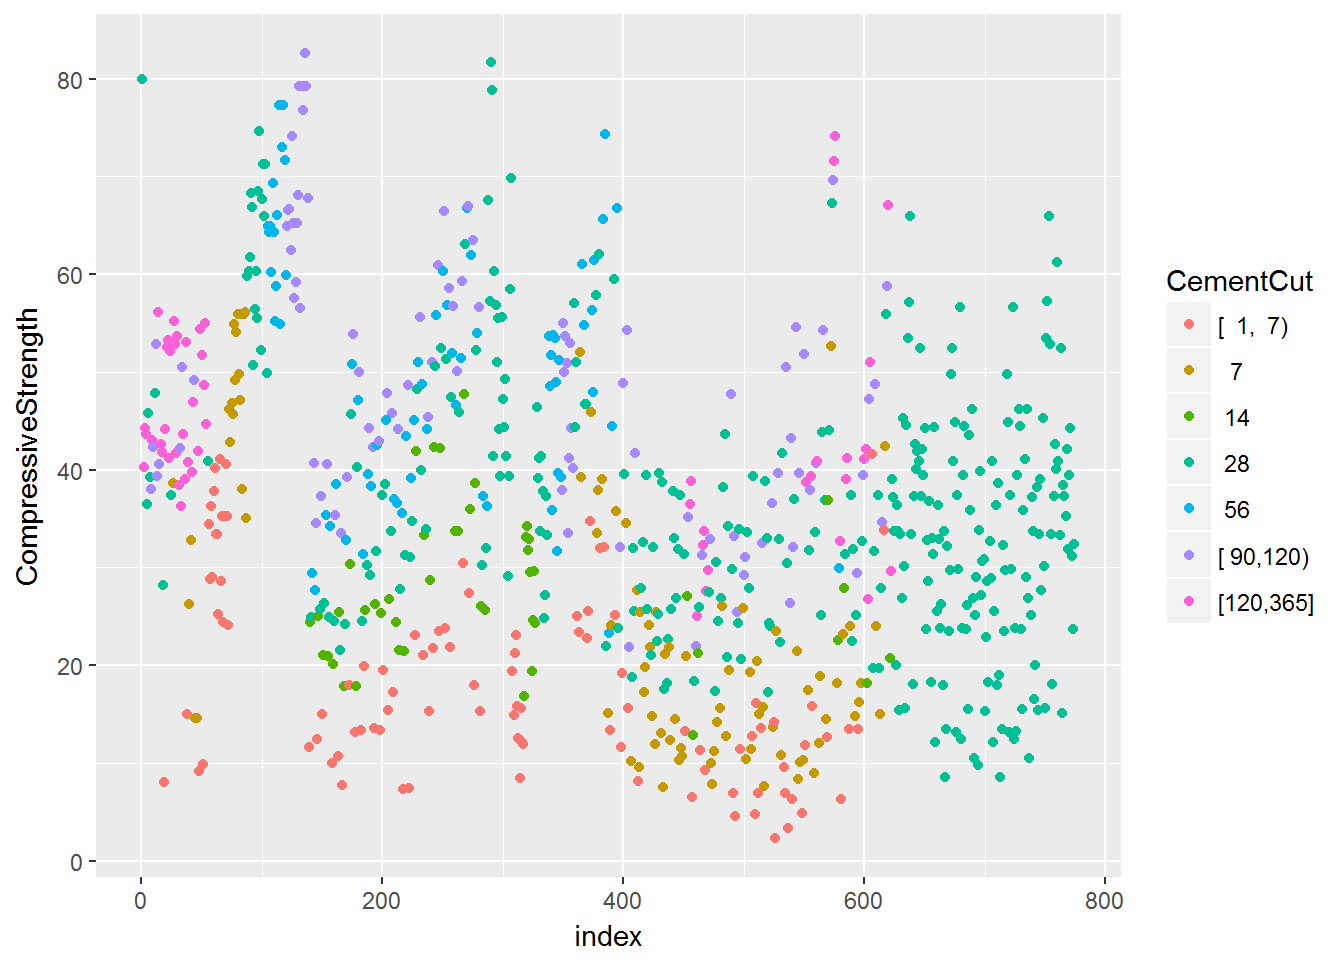 CompressiveStrength
80
60
40
20
0
0 200 400 600 800
index
CementCut
[  1,  7)
7
14
28
56
[ 90,120)
[120,365]